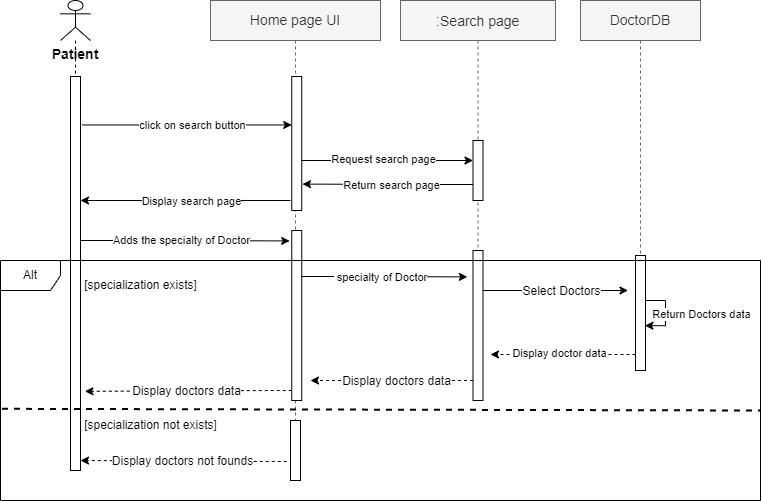 Home page UI
:Search page
DoctorDB
Patient
click on search button
Request search page
Return search page
Display search page
Adds the specialty of Doctor
Alt
[specialization exists]
specialty of Doctor
Select Doctors
Return Doctors data
Display doctor data
Display doctors data
Display doctors data
[specialization not exists]
Display doctors not founds